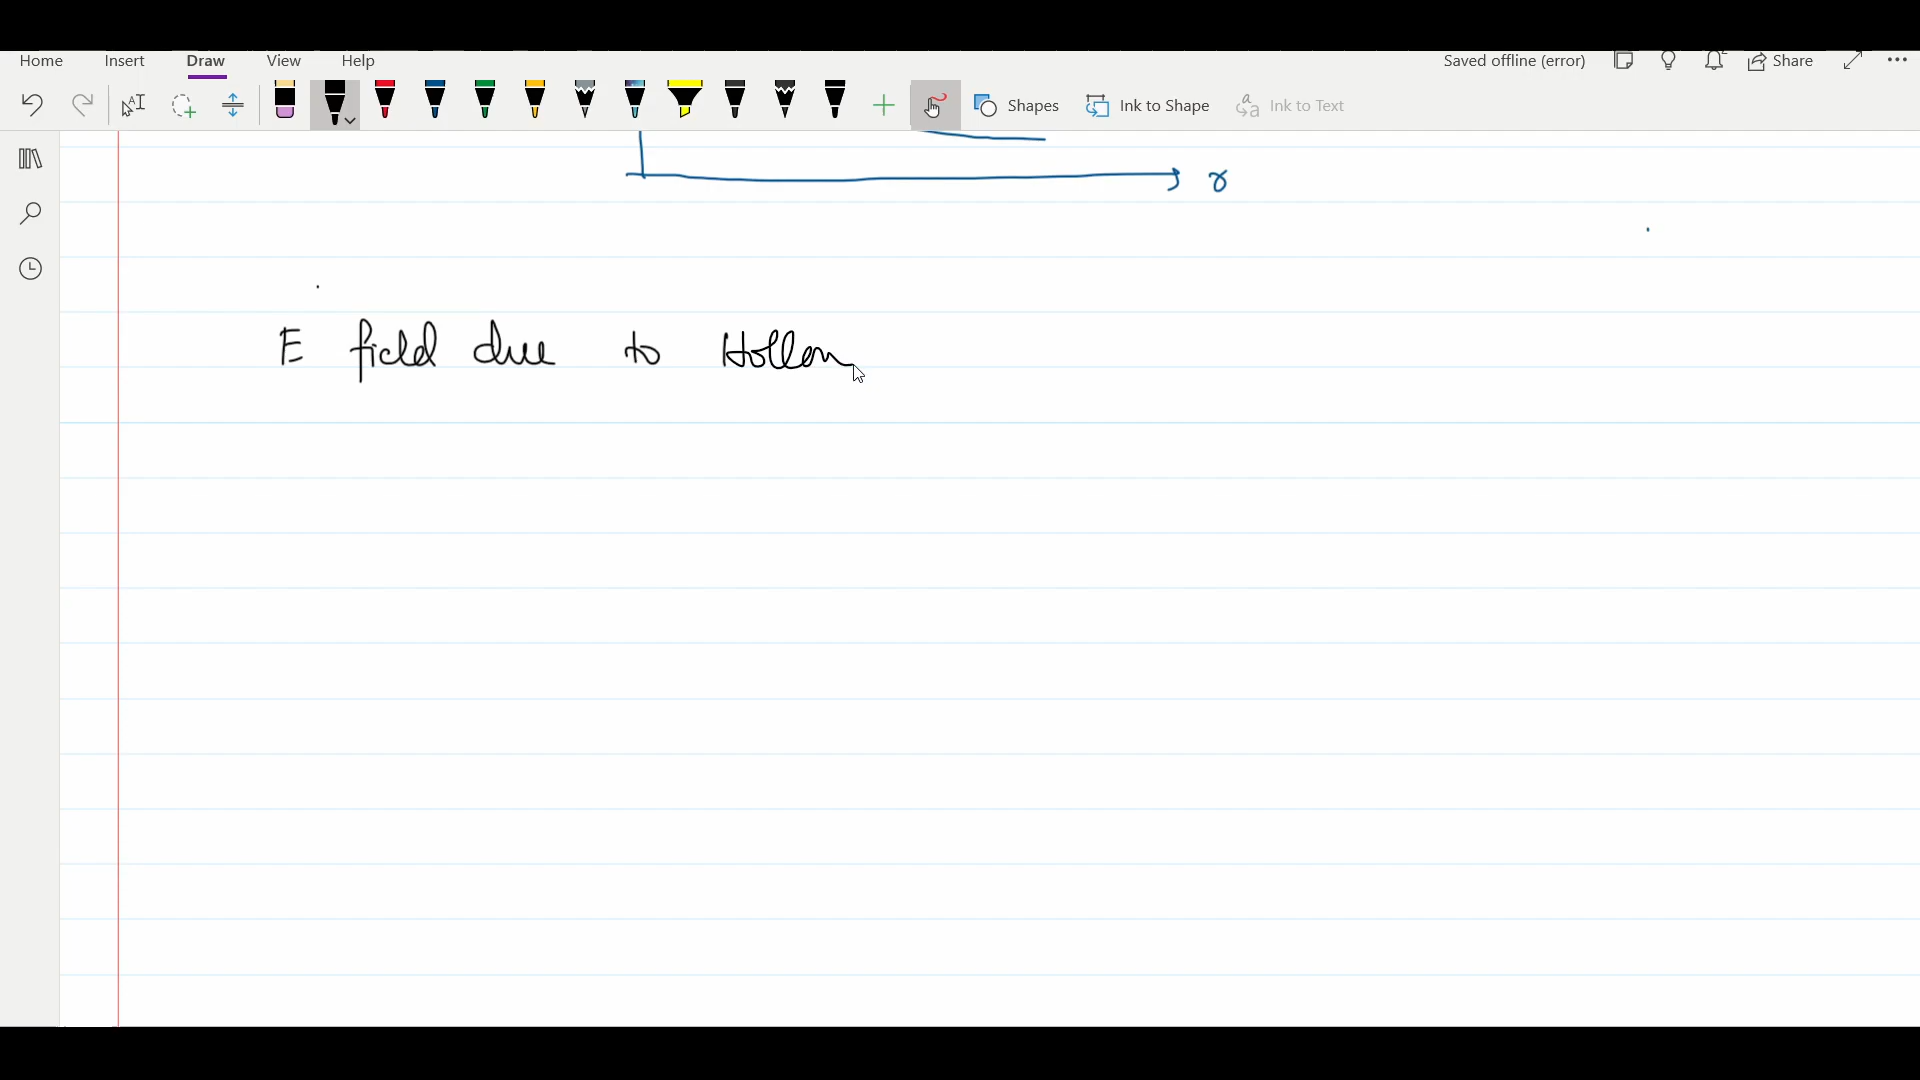 Home Insert Draw View Help Saved offline (error) Share
Shapes Ink to Shape Ink to Text
r
E field due to Hollow